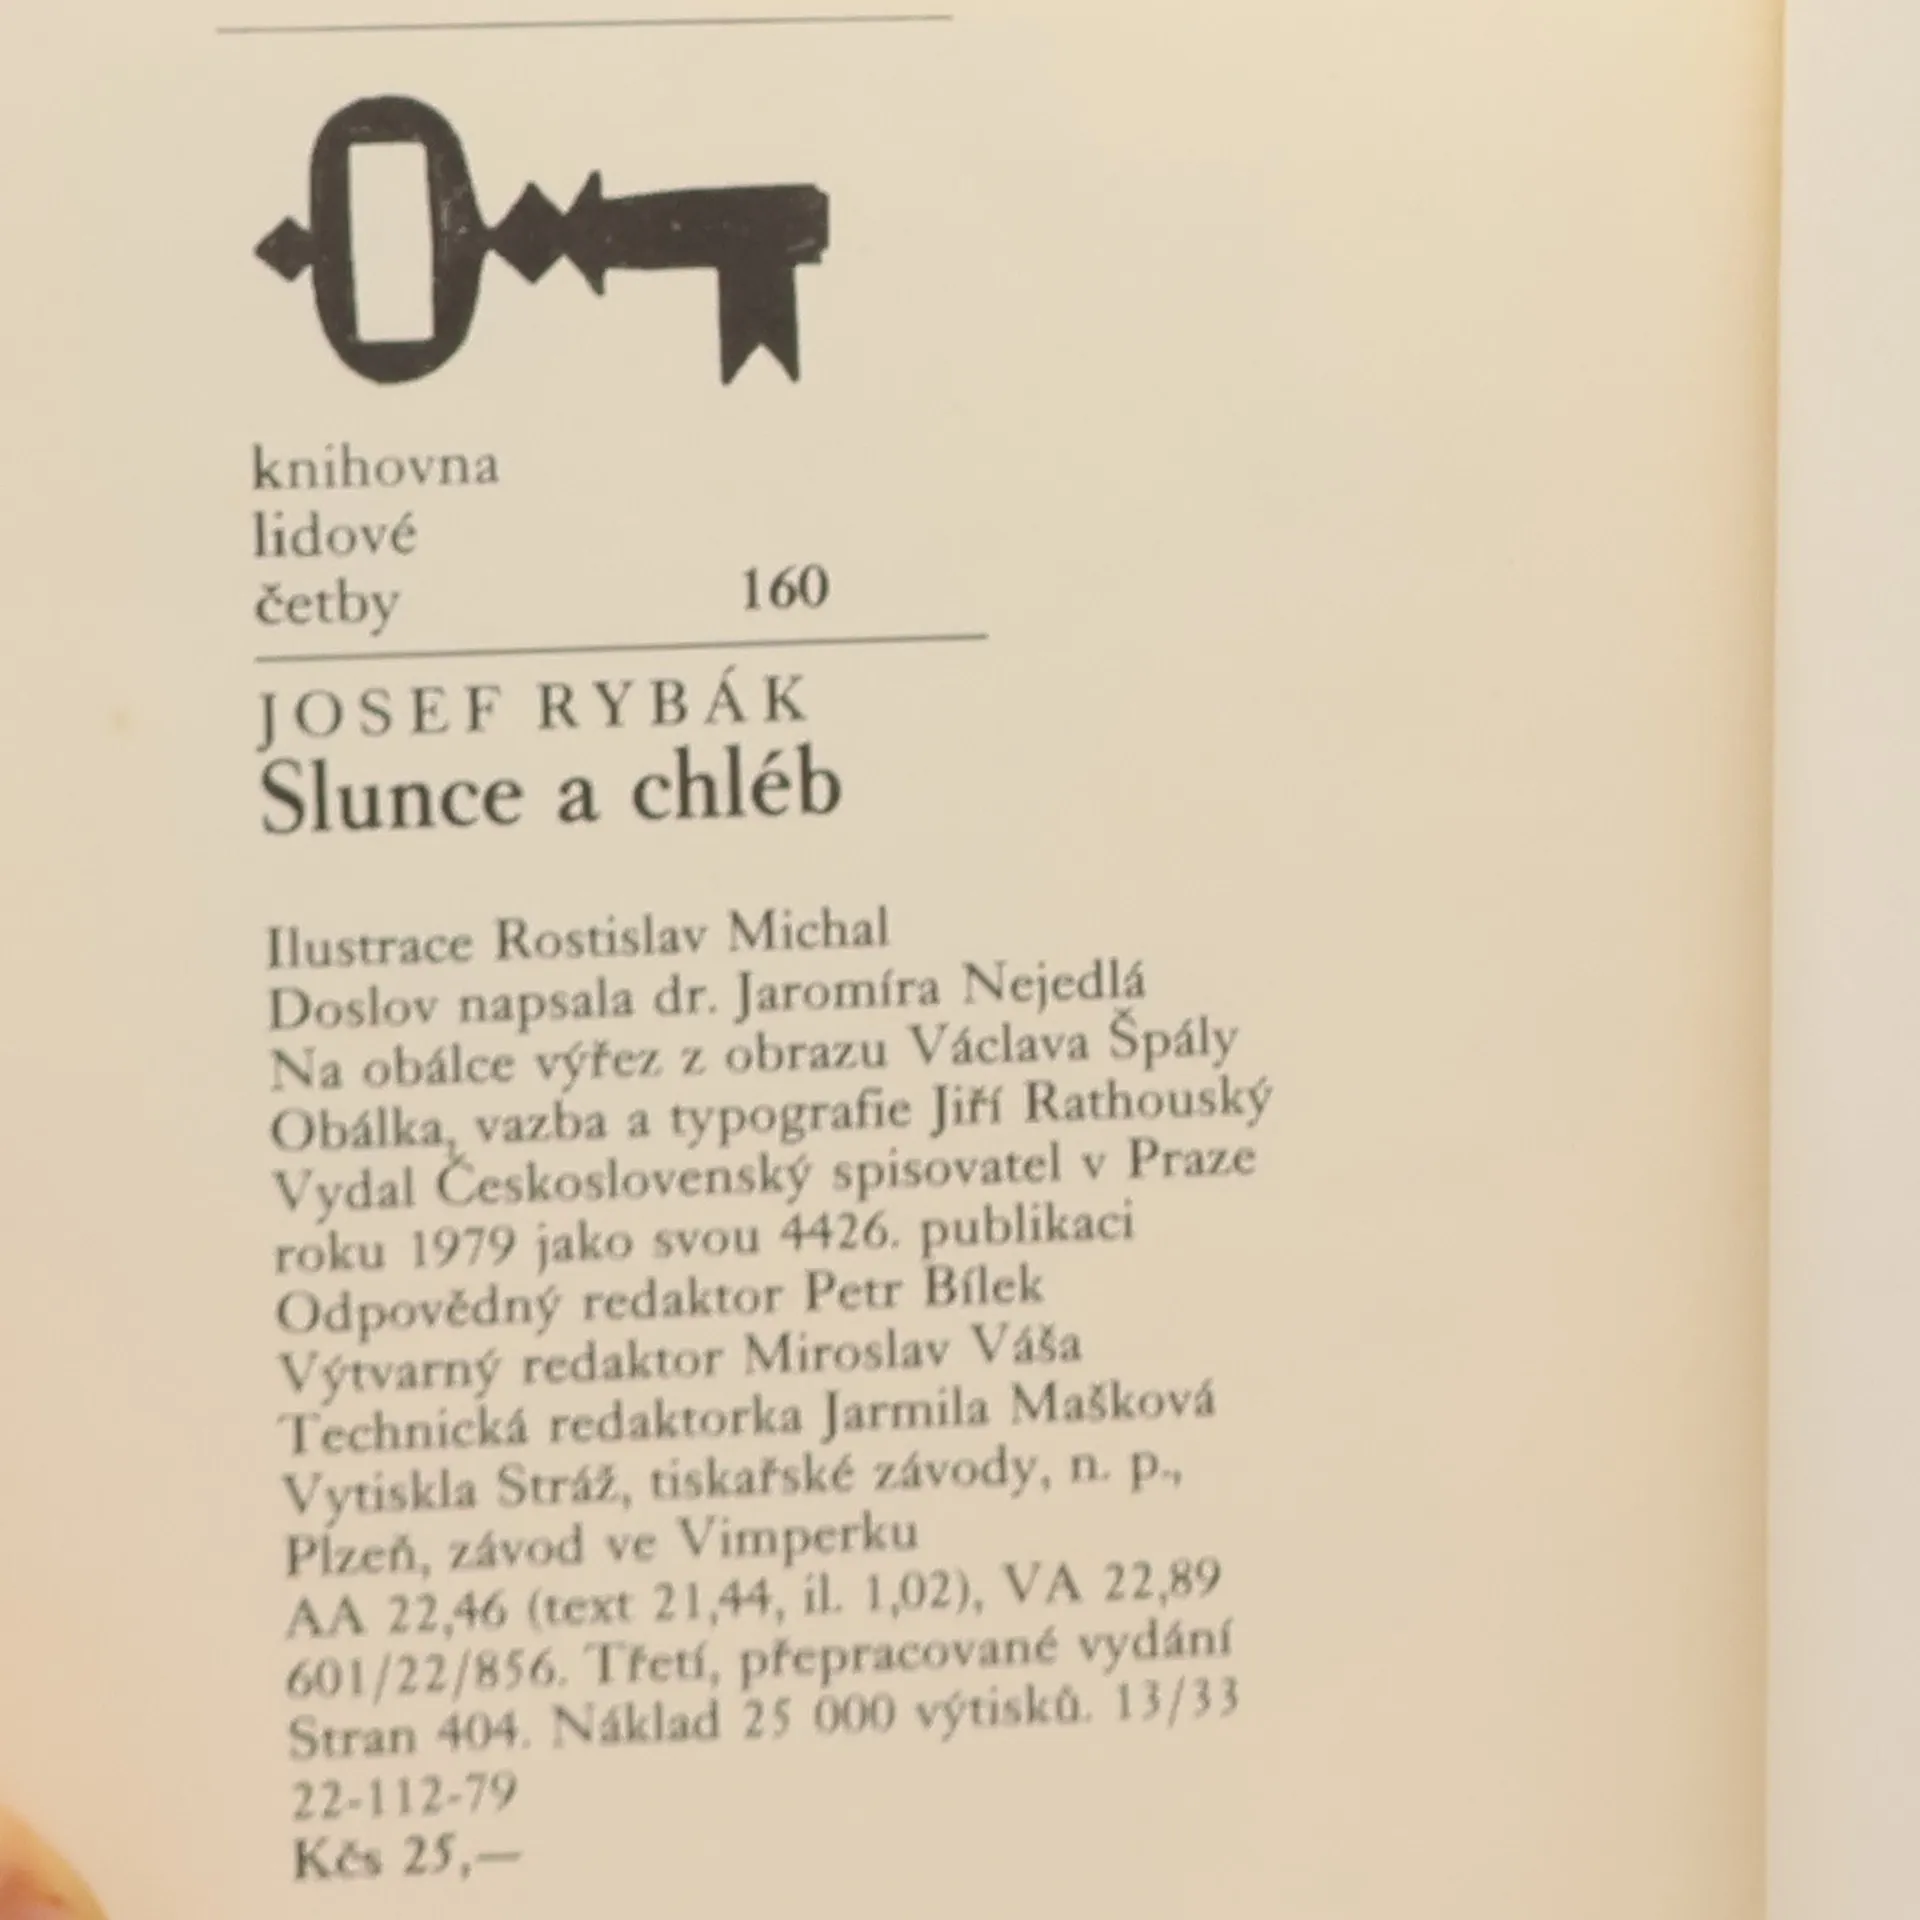 knihovna
lidové
četby 160
JOSEF RYBÁK
Slunce a chléb
Ilustrace Rostislav Michal
Doslov napsala dr. Jaromíra Nejedlá
Na obálce výřez z obrazu Václava Špály
Obálka, vazba a typografie Jiří Rathouský
Vydal Československý spisovatel v Praze
roku 1979 jako svou 4426. publikaci
Odpovědný redaktor Petr Bílek
Výtvarný redaktor Miroslav Váša
Technická redaktorka Jarmila Mašková
Vytiskla Stráž, tiskařské závody, n. p.,
Plzeň, závod ve Vimperku
AA 22,46 (text 21,44, il. 1,02), VA 22,89
601/22/856. Třetí, přepracované vydání
Stran 404. Náklad 25 000 výtisků. 13/33
22-112-79
Kčs 25,—